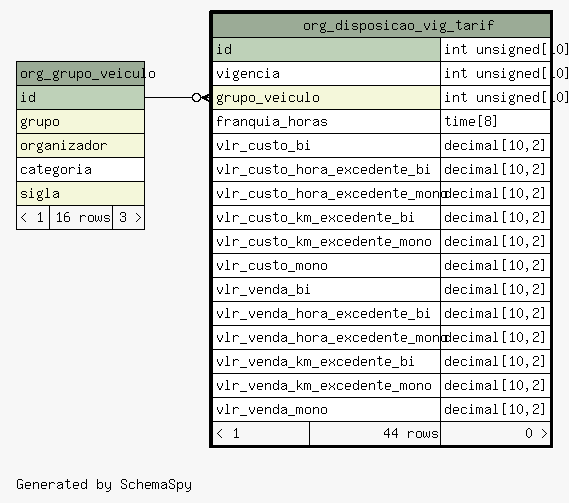 org_grupo_veiculo
id
grupo
organizador
categoria
sigla
< 1 16 rows 3 >
org_disposicao_vig_tarif
id int unsigned[10]
vigencia int unsigned[10]
grupo_veiculo int unsigned[10]
franquia_horas time[8]
vlr_custo_bi decimal[10,2]
vlr_custo_hora_excedente_bi decimal[10,2]
vlr_custo_hora_excedente_mono decimal[10,2]
vlr_custo_km_excedente_bi decimal[10,2]
vlr_custo_km_excedente_mono decimal[10,2]
vlr_custo_mono decimal[10,2]
vlr_venda_bi decimal[10,2]
vlr_venda_hora_excedente_bi decimal[10,2]
vlr_venda_hora_excedente_mono decimal[10,2]
vlr_venda_km_excedente_bi decimal[10,2]
vlr_venda_km_excedente_mono decimal[10,2]
vlr_venda_mono decimal[10,2]
< 1 44 rows 0 >
Generated by SchemaSpy